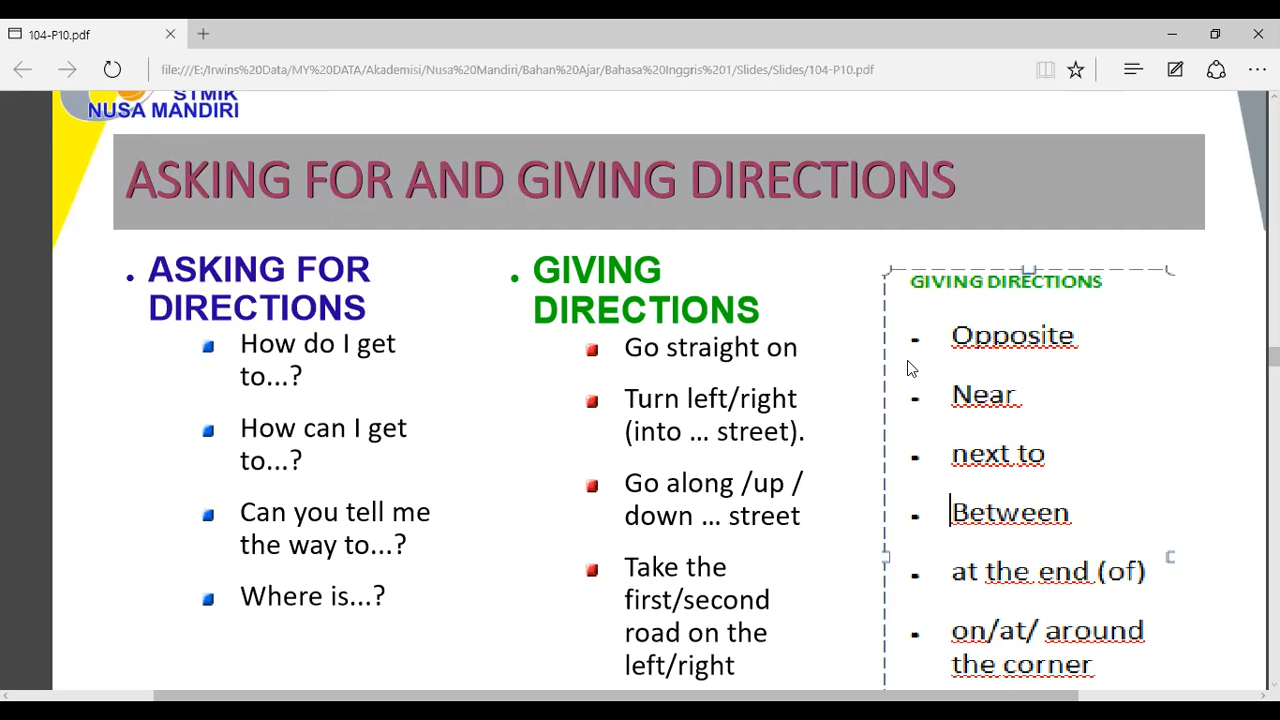 104-P10.pdf
file:///E:/Irwins%20Data/MY%20DATA/Akademisi/Nusa%20Mandiri/Bahan%20Ajar/Bahasa%20Inggris%201/Slides/Slides/104-P10.pdf
STMIK
NUSA MANDIRI
ASKING FOR AND GIVING DIRECTIONS
• ASKING FOR
DIRECTIONS
How do I get
to...?
How can I get
to...?
Can you tell me
the way to...?
Where is...?
• GIVING
DIRECTIONS
Go straight on
Turn left/right
(into ... street).
Go along /up /
down ... street
Take the
first/second
road on the
left/right
GIVING DIRECTIONS
- Opposite
- Near
- next to
- Between
- at the end (of)
- on/at/ around
the corner